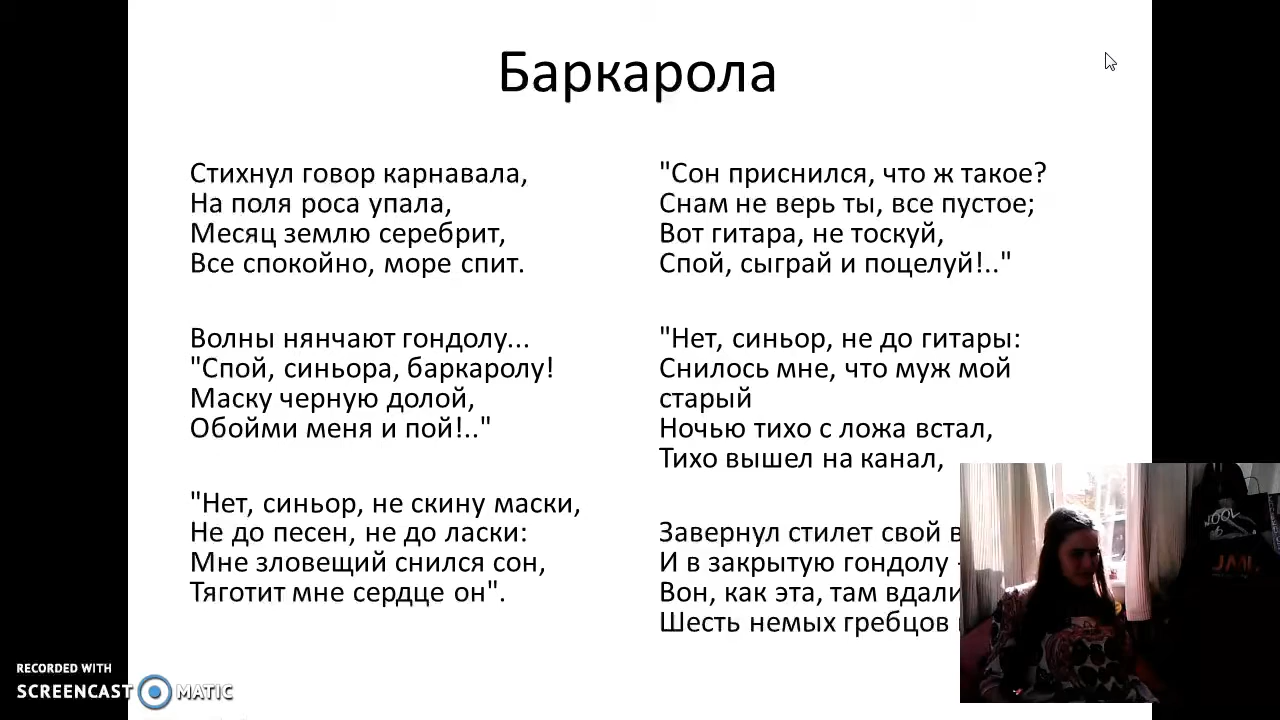 Баркарола
Стихнул говор карнавала,
На поля роса упала,
Месяц землю серебрит,
Все спокойно, море спит.
Волны нянчают гондолу...
"Спой, синьора, баркаролу!
Маску черную долой,
Обойми меня и пой!.."
"Нет, синьор, не скину маски,
Не до песен, не до ласки:
Мне зловещий снился сон,
Тяготит мне сердце он".
"Сон приснился, что ж такое?
Снам не верь ты, все пустое;
Вот гитара, не тоскуй,
Спой, сыграй и поцелуй!.."
"Нет, синьор, не до гитары:
Снилось мне, что муж мой
старый
Ночью тихо с ложа встал,
Тихо вышел на канал,
Завернул стилет свой в
И в закрытую гондолу -
Вон, как эта, там вдали
Шесть немых гребцов
RECORDED WITH
SCREENCAST MATIC